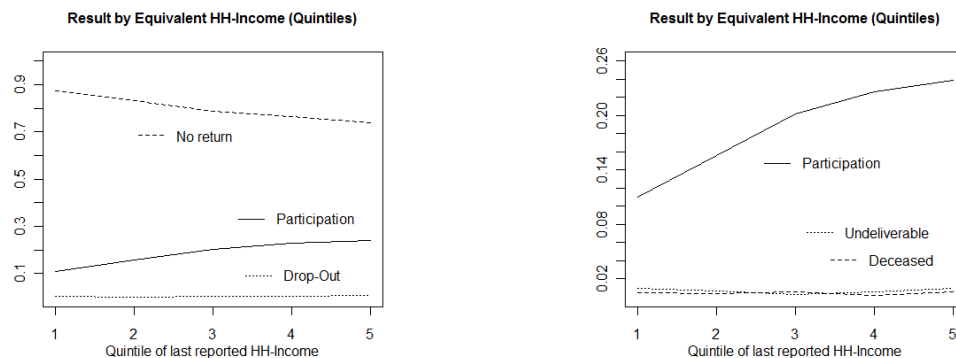 Result by Equivalent HH-Income (Quintiles)
0.9
0.7
0.3
0.1
No return
Participation
Drop-Out
1 2 3 4 5
Quintile of last reported HH-Income
Result by Equivalent HH-Income (Quintiles)
0.26
0.20
0.14
0.08
0.02
Participation
Undeliverable
Deceased
1 2 3 4 5
Quintile of last reported HH-Income